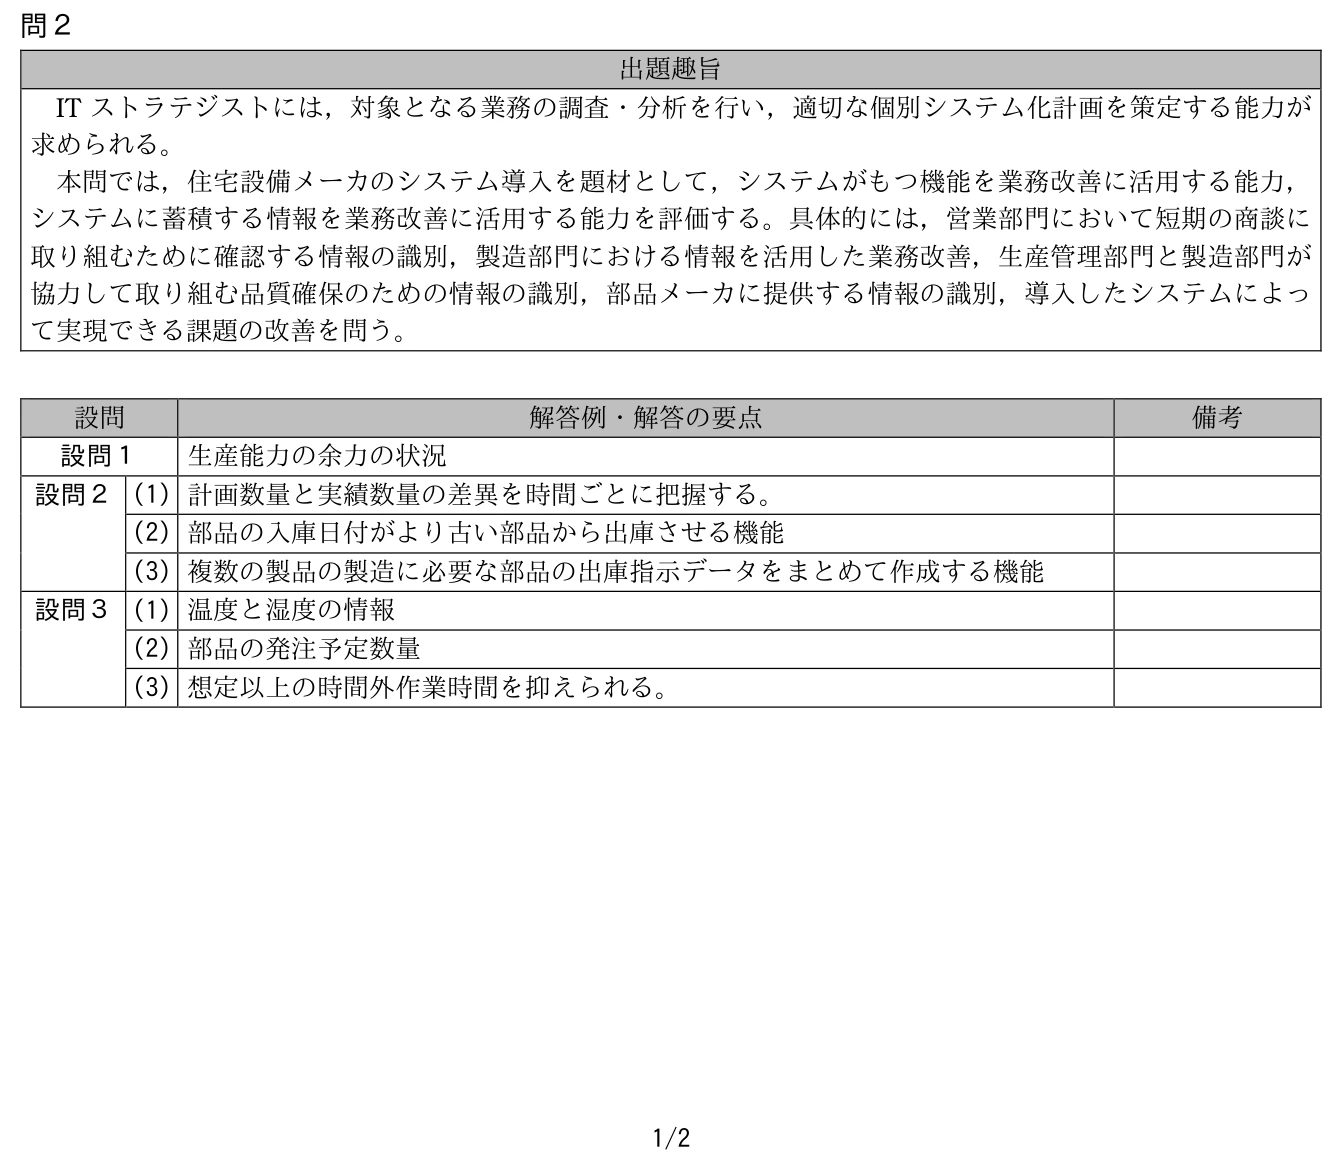 問２
出題趣旨
IT ストラテジストには，対象となる業務の調査・分析を行い，適切な個別システム化計画を策定する能力が
求められる。
本問では，住宅設備メーカのシステム導入を題材として，システムがもつ機能を業務改善に活用する能力，
システムに蓄積する情報を業務改善に活用する能力を評価する。具体的には，営業部門において短期の商談に
取り組むために確認する情報の識別，製造部門における情報を活用した業務改善，生産管理部門と製造部門が
協力して取り組む品質確保のための情報の識別，部品メーカに提供する情報の識別，導入したシステムによっ
て実現できる課題の改善を問う。
設問 解答例・解答の要点 備考
設問１ 生産能力の余力の状況
設問２ (1) 計画数量と実績数量の差異を時間ごとに把握する。
(2) 部品の入庫日付がより古い部品から出庫させる機能
(3) 複数の製品の製造に必要な部品の出庫指示データをまとめて作成する機能
設問３ (1) 温度と湿度の情報
(2) 部品の発注予定数量
(3) 想定以上の時間外作業時間を抑えられる。
1/2